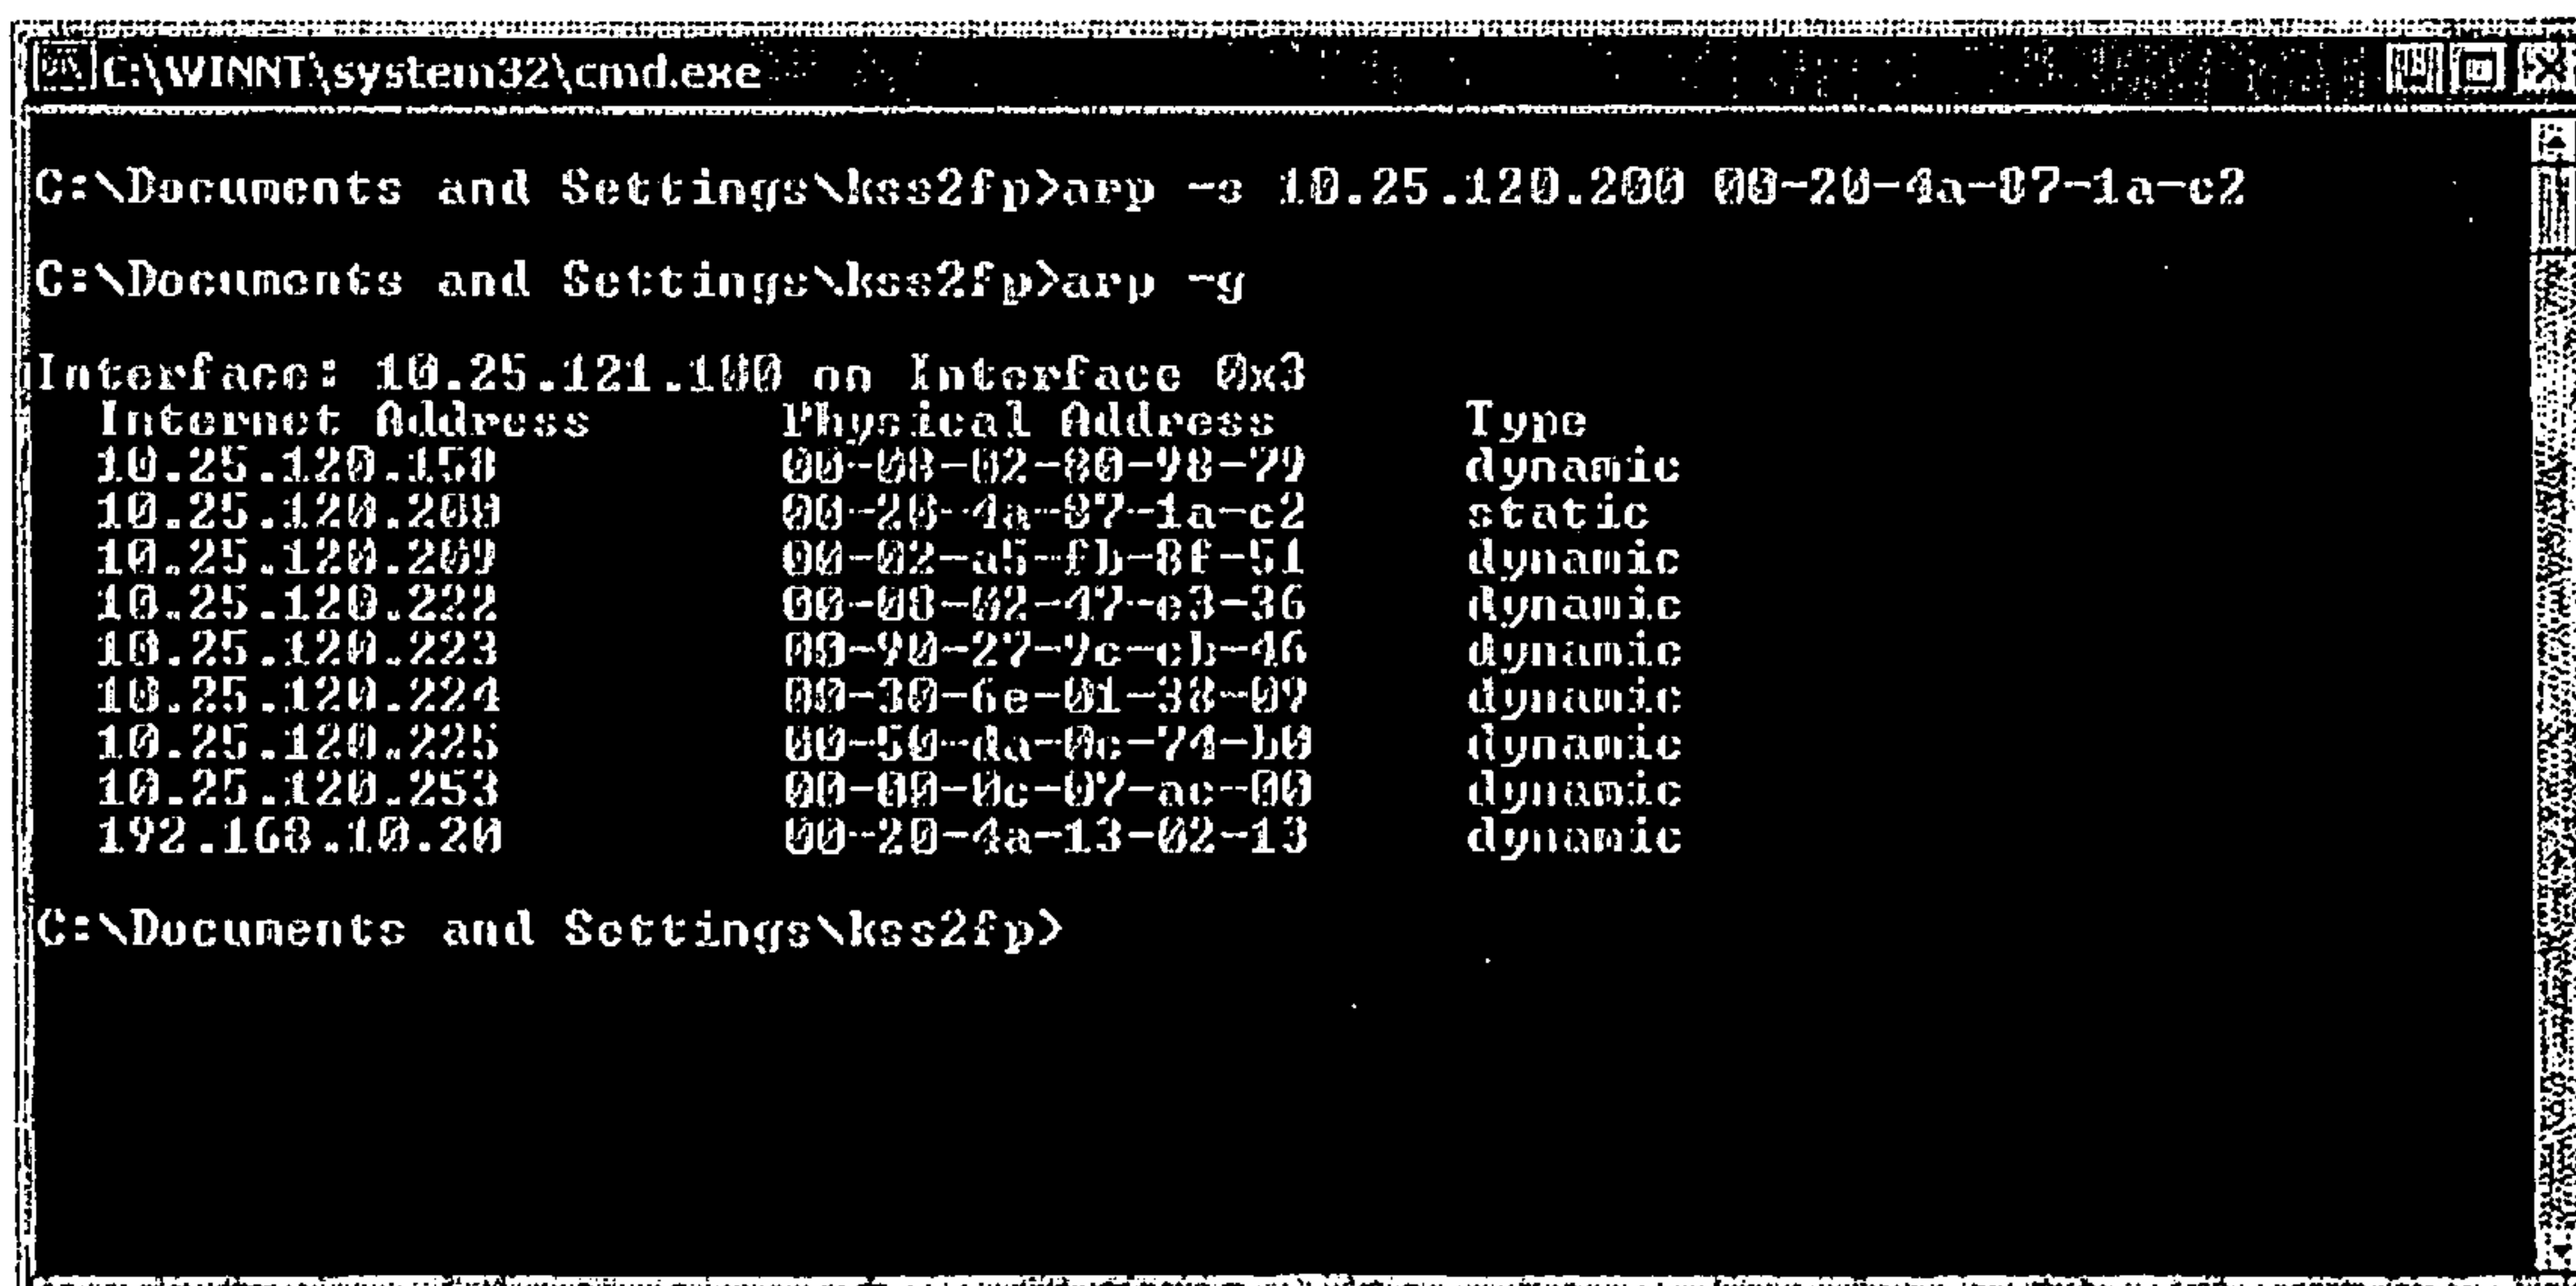 C:\WINNT\system32\cmd.exe
C:\Documents and Settings\kss2fp>arp -s 10.25.120.200 00-20-4a-87-1a-c2
C:\Documents and Settings\kss2fp>arp -g
Interface: 10.25.121.100 on Interface 0x3
Internet Address Physical Address Type
10.25.120.158 00-08-02-80-98-79 dynamic
10.25.120.200 00-20-4a-87-1a-c2 static
10.25.120.209 00-02-a5-fb-8f-51 dynamic
10.25.120.222 00-08-02-47-e3-36 dynamic
10.25.120.223 00-90-27-9c-cb-46 dynamic
10.25.120.224 00-30-6e-01-38-09 dynamic
10.25.120.225 00-50-da-0c-74-b0 dynamic
10.25.120.253 00-00-0c-07-ac-00 dynamic
192.168.10.20 00-20-4a-13-02-13 dynamic
C:\Documents and Settings\kss2fp>